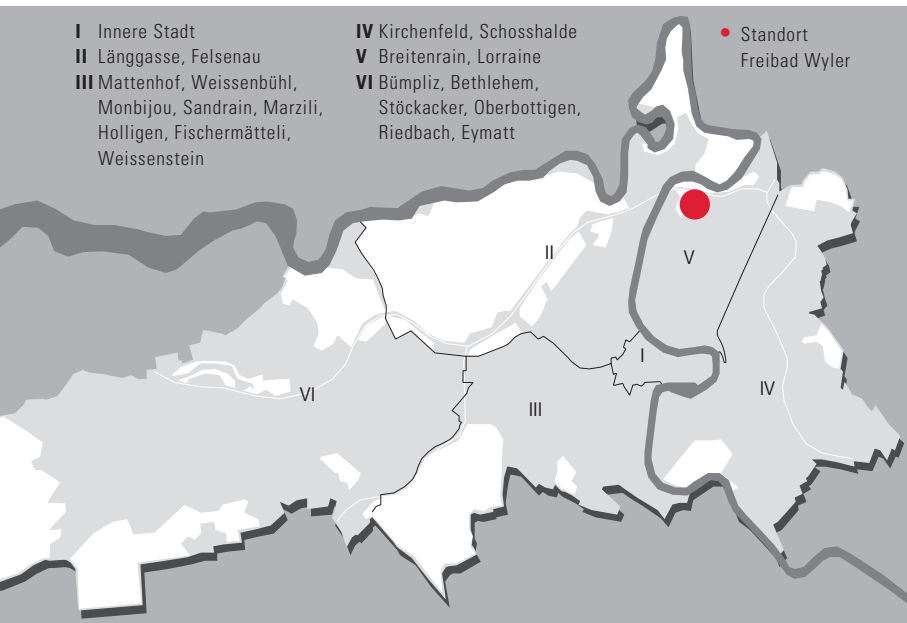 I Innere Stadt
II Länggasse, Felsenau
III Mattenhof, Weissenbühl,
Monbijou, Sandrain, Marzili,
Holligen, Fischermätteli,
Weissenstein
IV Kirchenfeld, Schosshalde
V Breitenrain, Lorraine
VI Bümpliz, Bethlehem,
Stöckacker, Oberbottigen,
Riedbach, Eymatt
Standort
Freibad Wyler
II
V
I
VI
IV
III